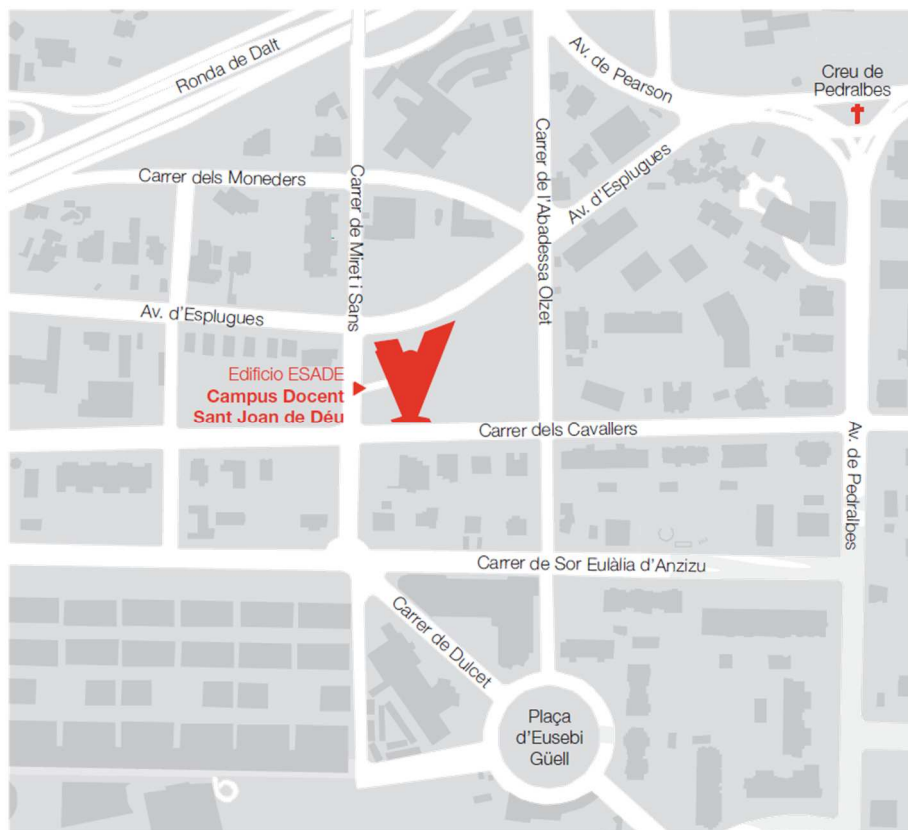 Ronda de Dalt
Av. de Pearson
Creu de
Pedralbes
Carrer dels Moneders
Carrer de Miret i Sans
Carrer de l'Abadessa Olzet
Av. d'Esplugues
Av. d'Esplugues
Edificio ESADE
Campus Docent
Sant Joan de Déu
Carrer dels Cavallers
Av. de Pedralbes
Carrer de Sor Eulàlia d'Anzizu
Carrer de Dulcet
Plaça
d'Eusebi
Güell